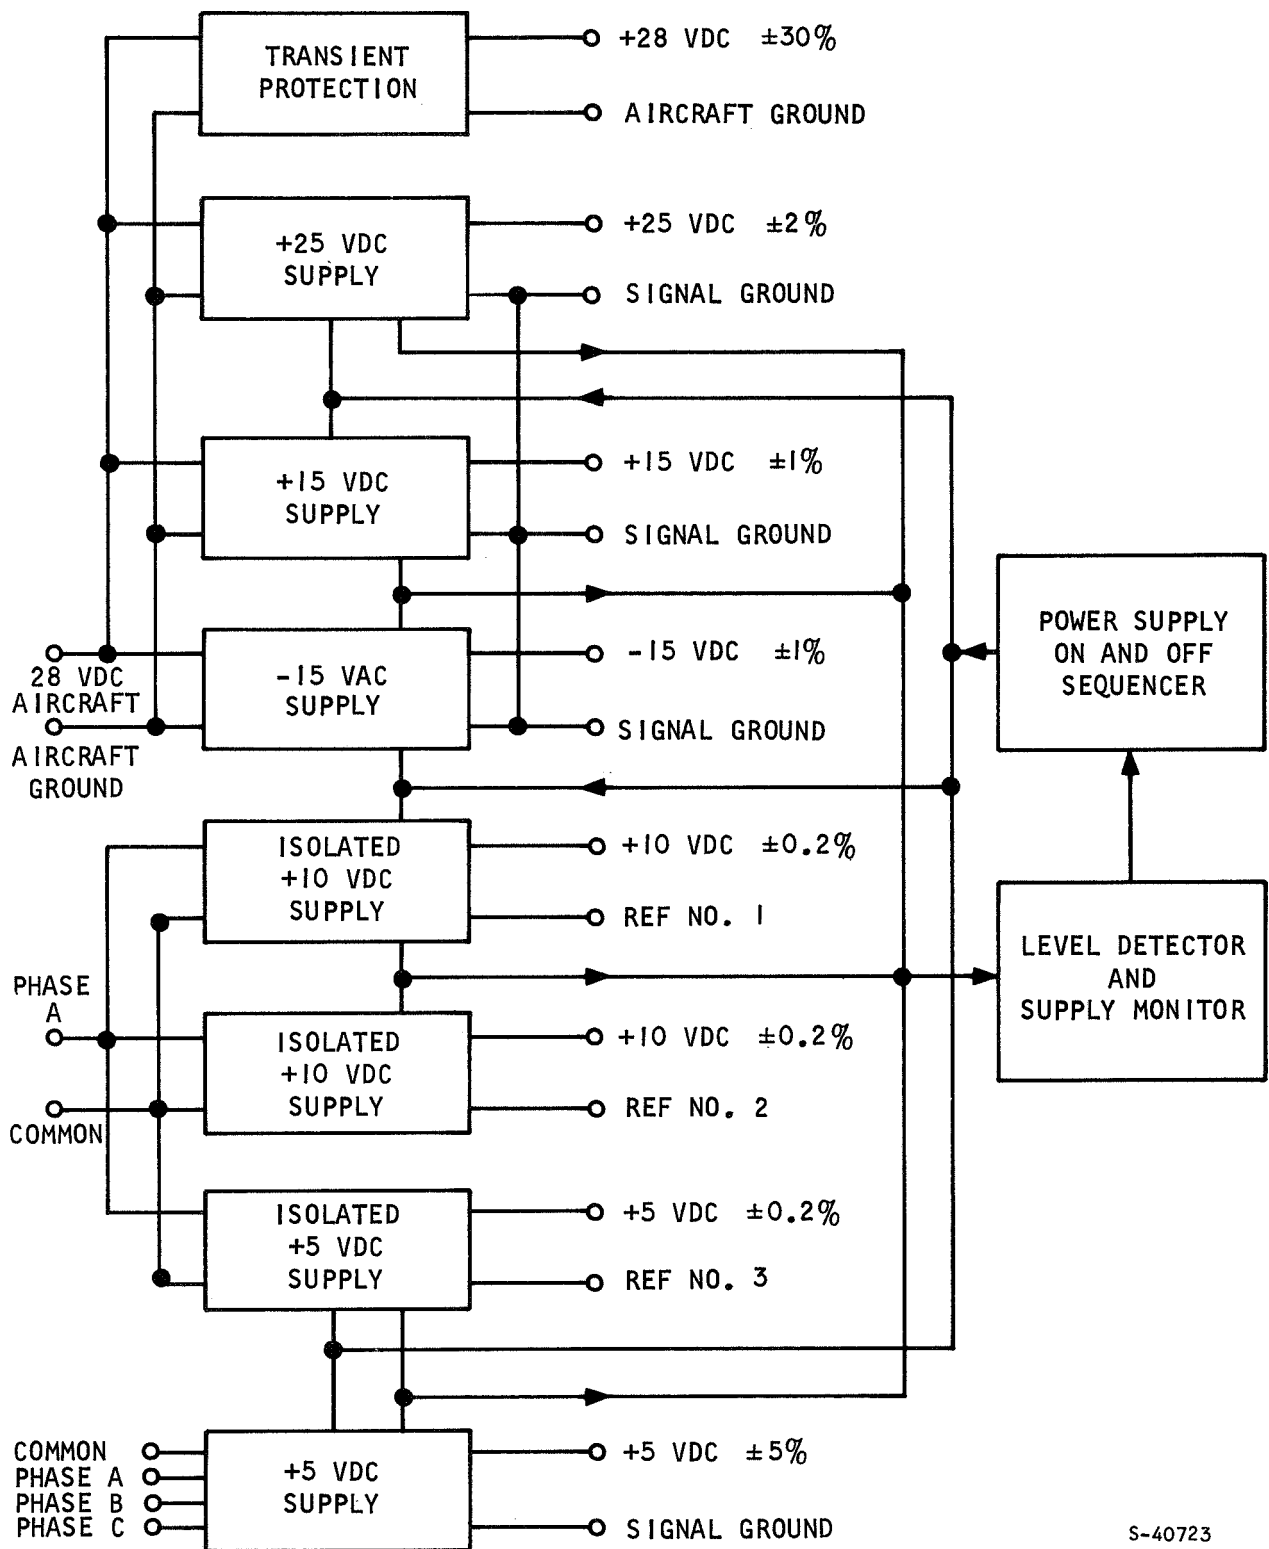 TRANSIENT
PROTECTION
+28 VDC ±30%
AIRCRAFT GROUND
+25 VDC
SUPPLY
+25 VDC ±2%
SIGNAL GROUND
+15 VDC
SUPPLY
+15 VDC ±1%
SIGNAL GROUND
28 VDC
AIRCRAFT
AIRCRAFT
GROUND
-15 VAC
SUPPLY
-15 VDC ±1%
SIGNAL GROUND
POWER SUPPLY
ON AND OFF
SEQUENCER
ISOLATED
+10 VDC
SUPPLY
+10 VDC ±0.2%
REF NO. 1
LEVEL DETECTOR
AND
SUPPLY MONITOR
PHASE
A
COMMON
ISOLATED
+10 VDC
SUPPLY
+10 VDC ±0.2%
REF NO. 2
ISOLATED
+5 VDC
SUPPLY
+5 VDC ±0.2%
REF NO. 3
COMMON
PHASE A
PHASE B
PHASE C
+5 VDC
SUPPLY
+5 VDC ±5%
SIGNAL GROUND
S-40723